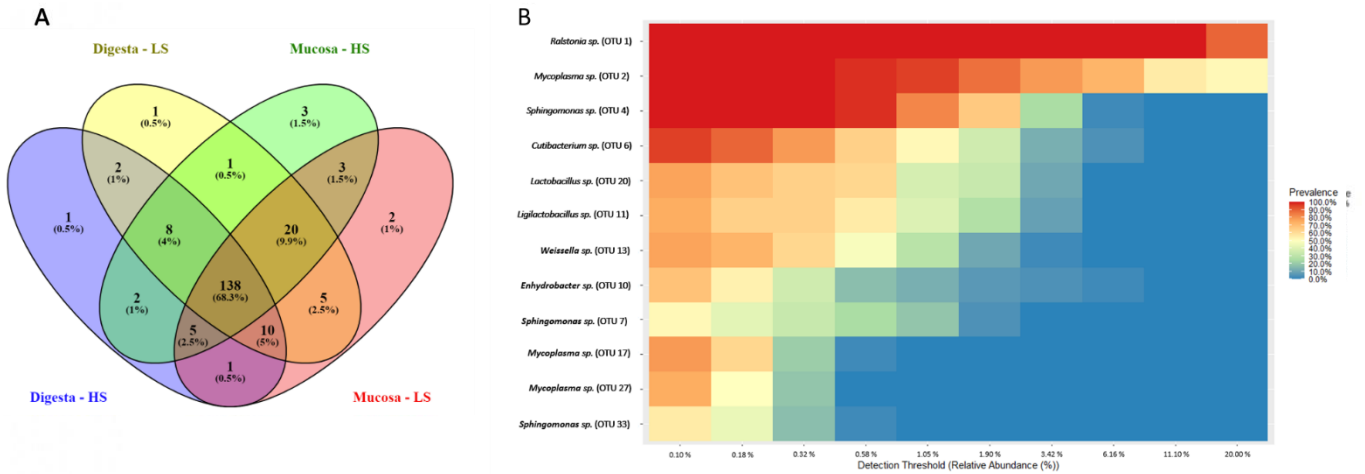 A
Digesta - LS
Mucosa - HS
1
(0.5%)
3
(1.5%)
2
(1%)
1
(0.5%)
3
(1.5%)
1
(0.5%)
8
(4%)
20
(9.9%)
2
(1%)
138
(68.3%)
2
(1%)
5
(2.5%)
5
(2.5%)
10
(5%)
1
(0.5%)
Digesta - HS
Mucosa - LS
B
Ralstonia sp. (OTU 1)
Mycoplasma sp. (OTU 2)
Sphingomonas sp. (OTU 4)
Cutibacterium sp. (OTU 6)
Lactobacillus sp. (OTU 20)
Ligilactobacillus sp. (OTU 11)
Weissella sp. (OTU 13)
Enhydrobacter sp. (OTU 10)
Sphingomonas sp. (OTU 7)
Mycoplasma sp. (OTU 17)
Mycoplasma sp. (OTU 27)
Sphingomonas sp. (OTU 33)
0.10 % 0.18 % 0.32 % 0.58 % 1.05 % 1.90 % 3.42 % 6.16 % 11.10 % 20.00 %
Detection Threshold (Relative Abundance (%))
Prevalence
100.0%
90.0%
80.0%
70.0%
60.0%
50.0%
40.0%
30.0%
20.0%
10.0%
0.0%